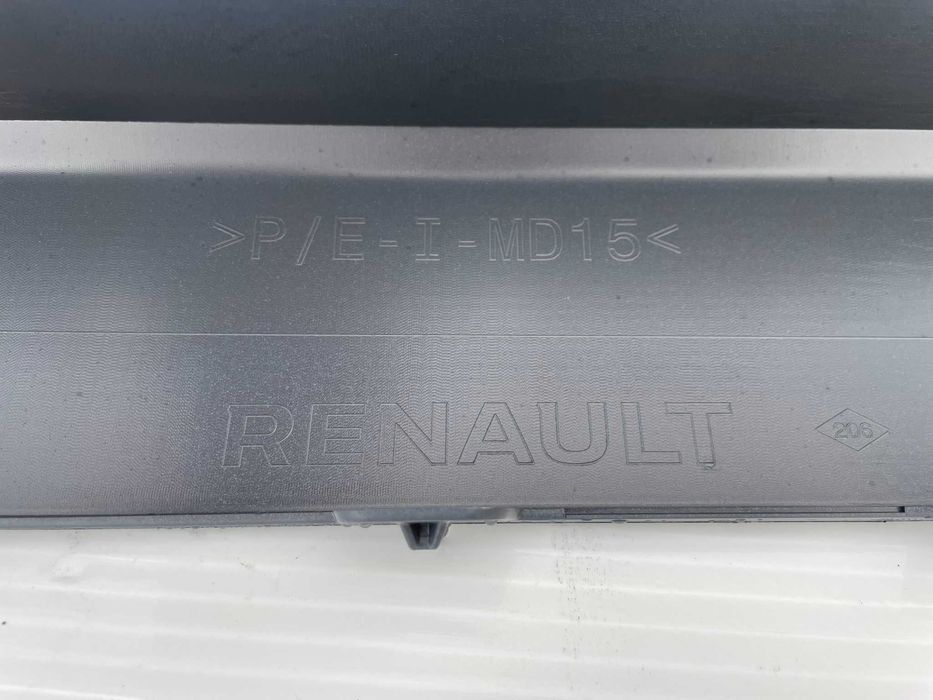 >P/E-I-MD15<
RENAULT
206